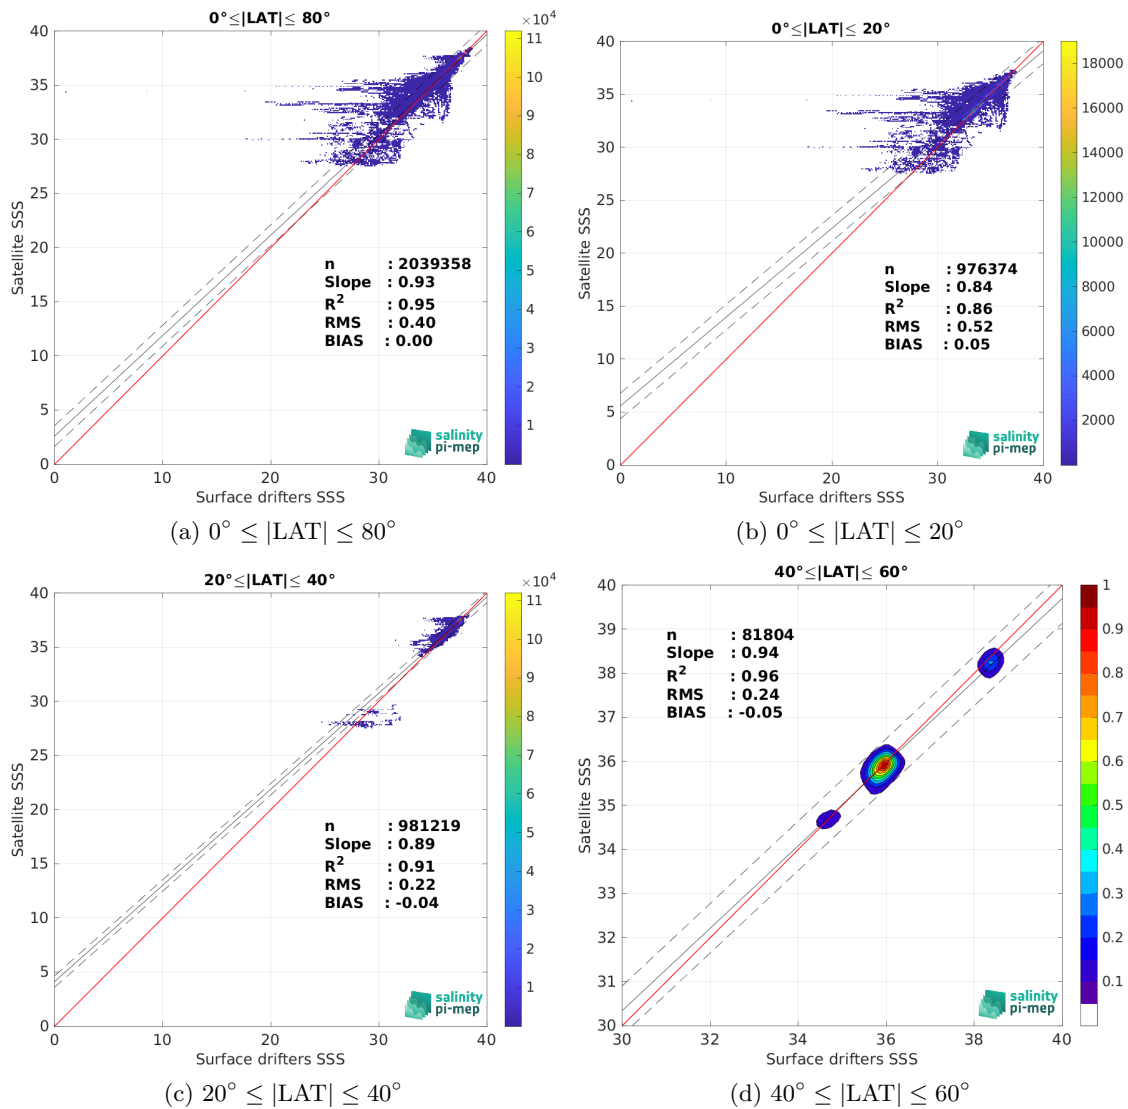 0°≤|LAT|≤ 80°
×10⁴
40
35
30
25
20
15
10
5
0
Satellite SSS
n : 2039358
Slope : 0.93
R² : 0.95
RMS : 0.40
BIAS : 0.00
salinity
pi-mep
0 10 20 30 40
Surface drifters SSS
11
10
9
8
7
6
5
4
3
2
1
(a) 0° ≤ |LAT| ≤ 80°
0°≤|LAT|≤ 20°
40
35
30
25
20
15
10
5
0
Satellite SSS
n : 976374
Slope : 0.84
R² : 0.86
RMS : 0.52
BIAS : 0.05
salinity
pi-mep
0 10 20 30 40
Surface drifters SSS
18000
16000
14000
12000
10000
8000
6000
4000
2000
(b) 0° ≤ |LAT| ≤ 20°
20°≤|LAT|≤ 40°
×10⁴
40
35
30
25
20
15
10
5
0
Satellite SSS
n : 981219
Slope : 0.89
R² : 0.91
RMS : 0.22
BIAS : -0.04
salinity
pi-mep
0 10 20 30 40
Surface drifters SSS
11
10
9
8
7
6
5
4
3
2
1
(c) 20° ≤ |LAT| ≤ 40°
40°≤|LAT|≤ 60°
40
39
38
37
36
35
34
33
32
31
30
Satellite SSS
n : 81804
Slope : 0.94
R² : 0.96
RMS : 0.24
BIAS : -0.05
salinity
pi-mep
30 32 34 36 38 40
Surface drifters SSS
1
0.9
0.8
0.7
0.6
0.5
0.4
0.3
0.2
0.1
(d) 40° ≤ |LAT| ≤ 60°